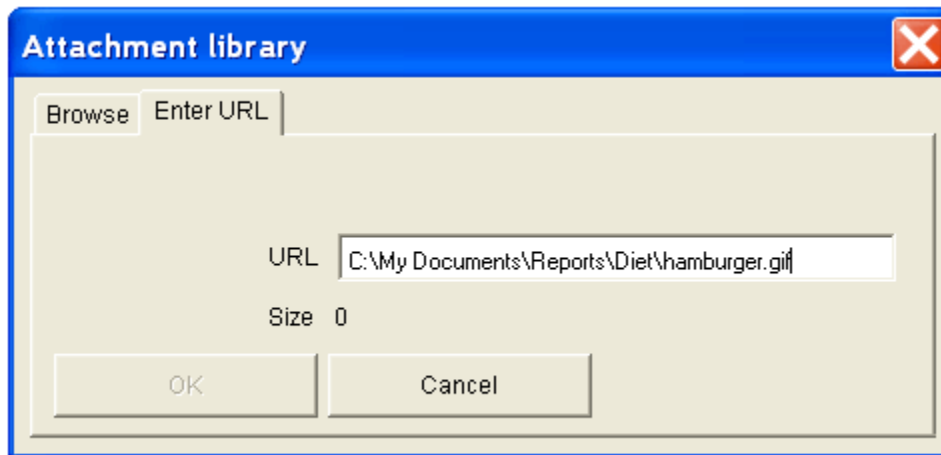 Attachment library
Browse Enter URL
URL C:\My Documents\Reports\Diet\hamburger.gif
Size 0
OK Cancel